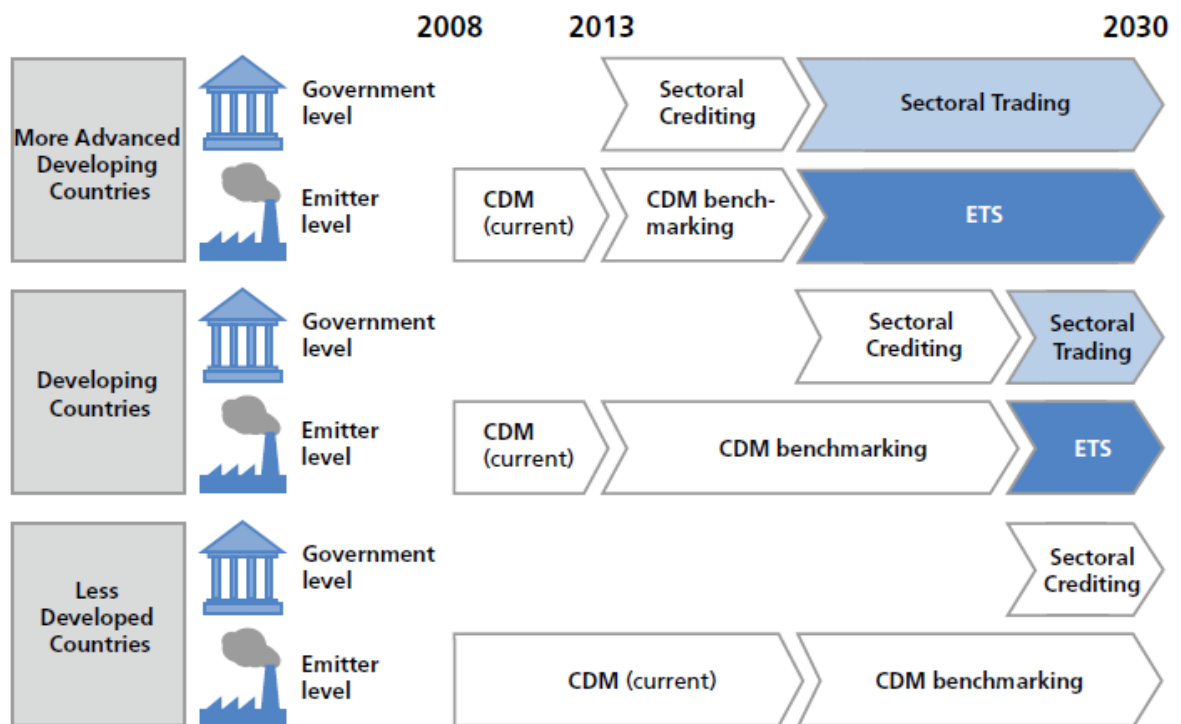 2008 2013 2030
More Advanced
Developing
Countries
Government
level
Sectoral
Crediting
Sectoral Trading
Emitter
level
CDM
(current)
CDM bench-
marking
ETS
Developing
Countries
Government
level
Sectoral
Crediting
Sectoral
Trading
Emitter
level
CDM
(current)
CDM benchmarking
ETS
Less
Developed
Countries
Government
level
Sectoral
Crediting
Emitter
level
CDM (current)
CDM benchmarking